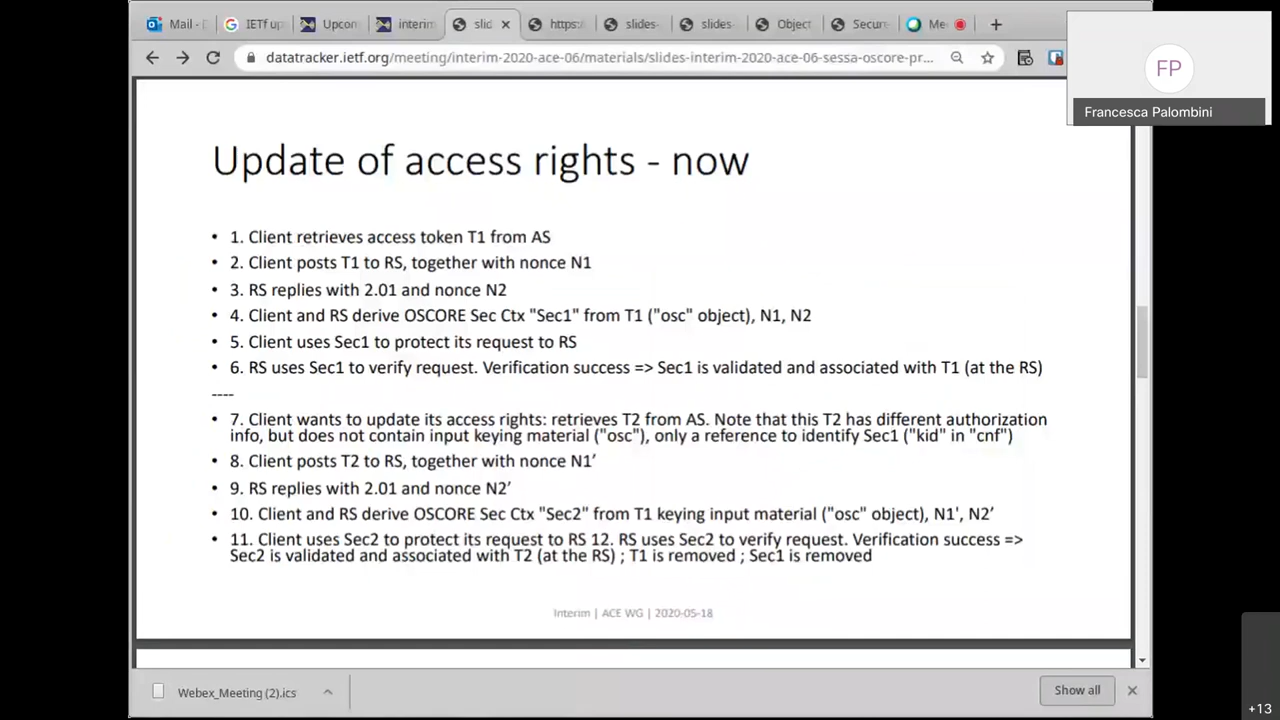 Mail -
IETf up
Upcon
interim
slid
https:
slides-
slides-
Object
Secur
Me
datatracker.ietf.org/meeting/interim-2020-ace-06/materials/slides-interim-2020-ace-06-sessa-oscore-pr...
FP
Francesca Palombini
Update of access rights - now
• 1. Client retrieves access token T1 from AS
• 2. Client posts T1 to RS, together with nonce N1
• 3. RS replies with 2.01 and nonce N2
• 4. Client and RS derive OSCORE Sec Ctx "Sec1" from T1 ("osc" object), N1, N2
• 5. Client uses Sec1 to protect its request to RS
• 6. RS uses Sec1 to verify request. Verification success => Sec1 is validated and associated with T1 (at the RS)
----
• 7. Client wants to update its access rights: retrieves T2 from AS. Note that this T2 has different authorization
info, but does not contain input keying material ("osc"), only a reference to identify Sec1 ("kid" in "cnf")
• 8. Client posts T2 to RS, together with nonce N1’
• 9. RS replies with 2.01 and nonce N2’
• 10. Client and RS derive OSCORE Sec Ctx "Sec2" from T1 keying input material ("osc" object), N1', N2’
• 11. Client uses Sec2 to protect its request to RS 12. RS uses Sec2 to verify request. Verification success =>
Sec2 is validated and associated with T2 (at the RS) ; T1 is removed ; Sec1 is removed
Interim | ACE WG | 2020-05-18
Webex_Meeting (2).ics
Show all
+13